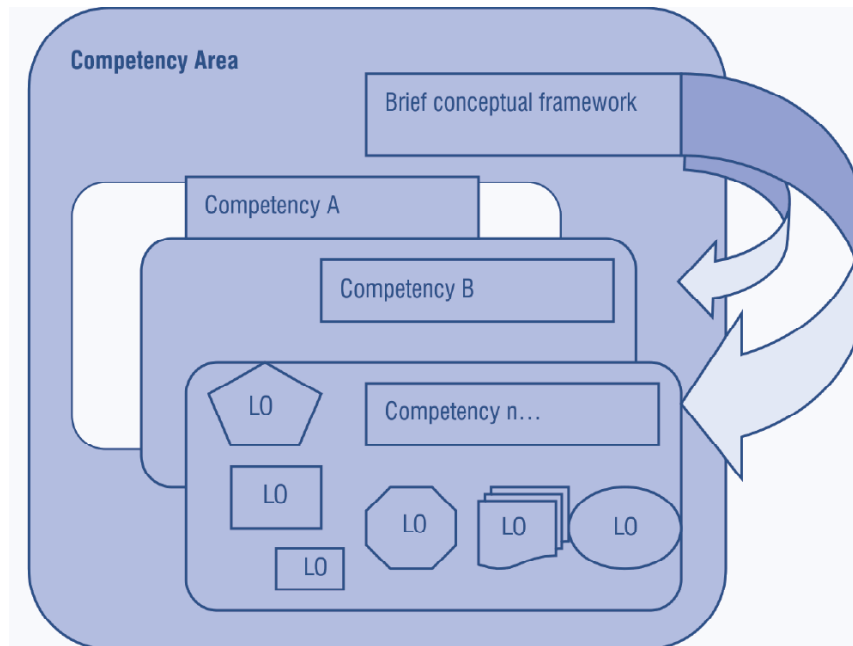 Competency Area
Brief conceptual framework
Competency A
Competency B
LO
Competency n...
LO
LO
LO
LO
LO